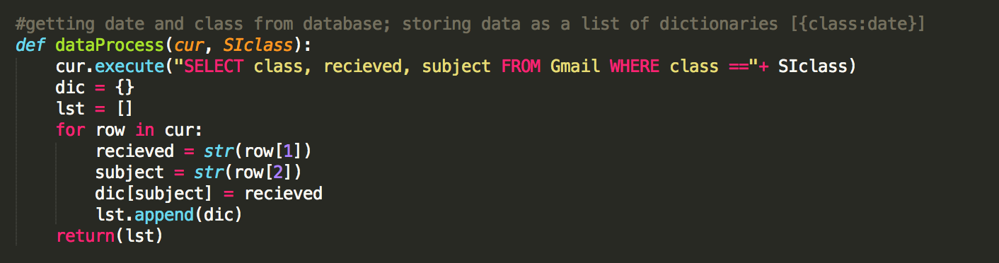 #getting date and class from database; storing data as a list of dictionaries [{class:date}]
def dataProcess(cur, SIclass):
    cur.execute("SELECT class, recieved, subject FROM Gmail WHERE class =="+ SIclass)
    dic = {}
    lst = []
    for row in cur:
        recieved = str(row[1])
        subject = str(row[2])
        dic[subject] = recieved
        lst.append(dic)
    return(lst)